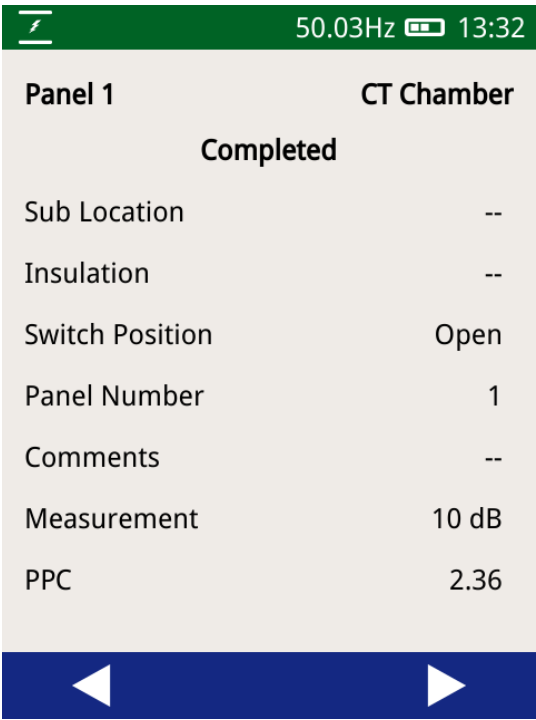 50.03Hz 13:32
Panel 1 CT Chamber
Completed
Sub Location --
Insulation --
Switch Position Open
Panel Number 1
Comments --
Measurement 10 dB
PPC 2.36